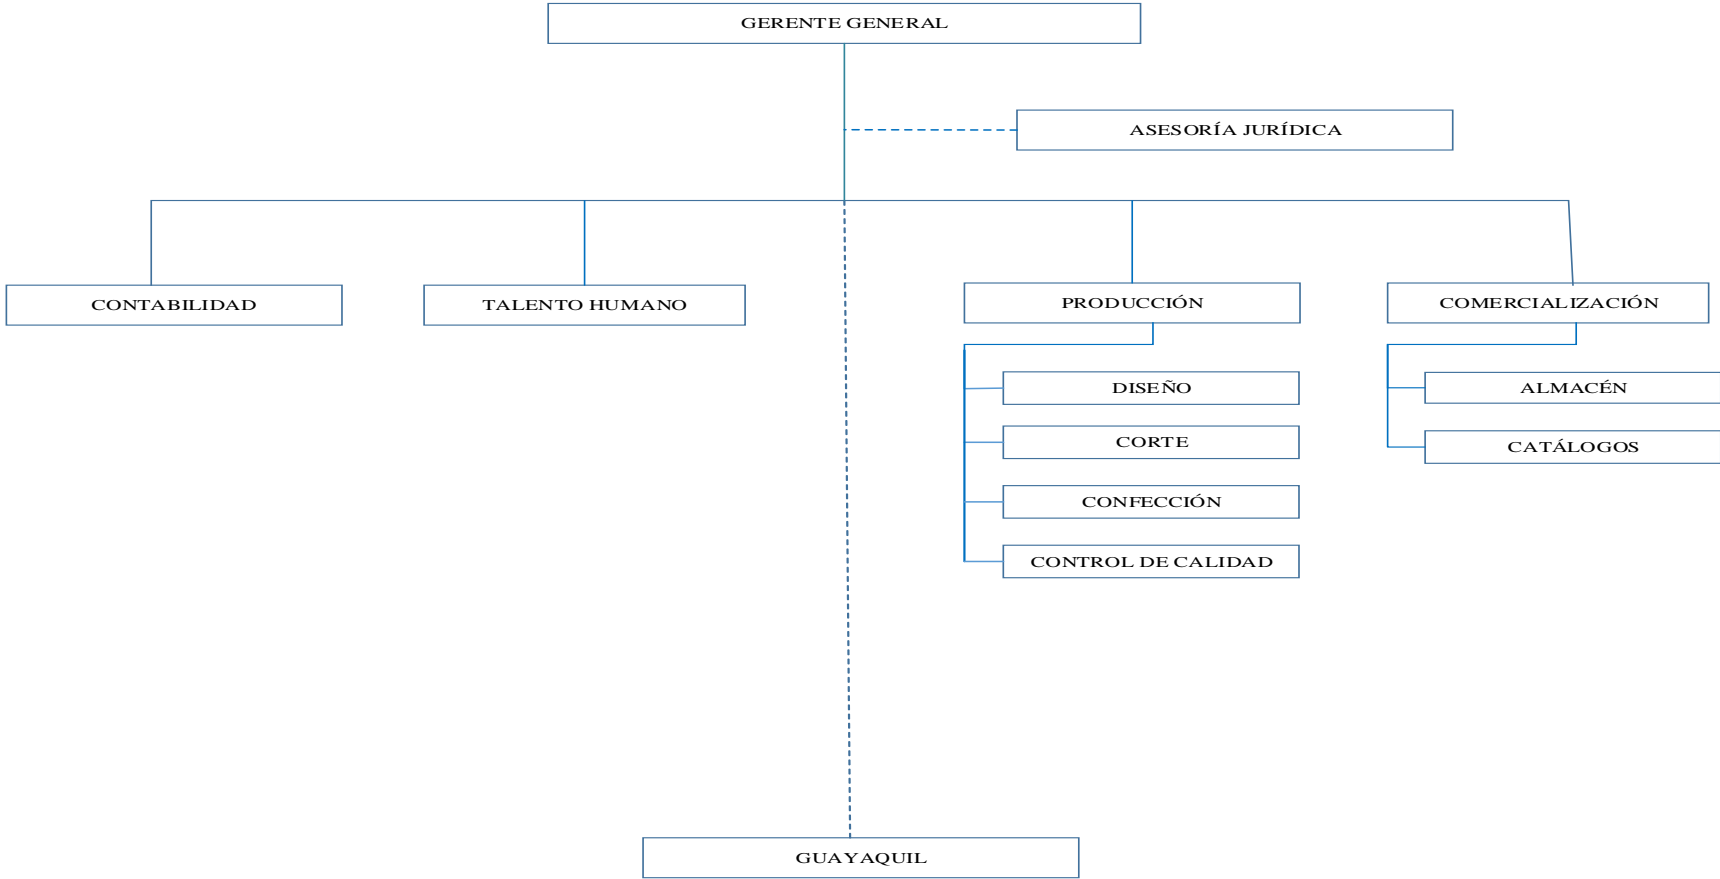 GERENTE GENERAL
ASESORÍA JURÍDICA
CONTABILIDAD
TALENTO HUMANO
PRODUCCIÓN
COMERCIALIZACIÓN
DISEÑO
CORTE
CONFECCIÓN
CONTROL DE CALIDAD
ALMACÉN
CATÁLOGOS
GUAYAQUIL